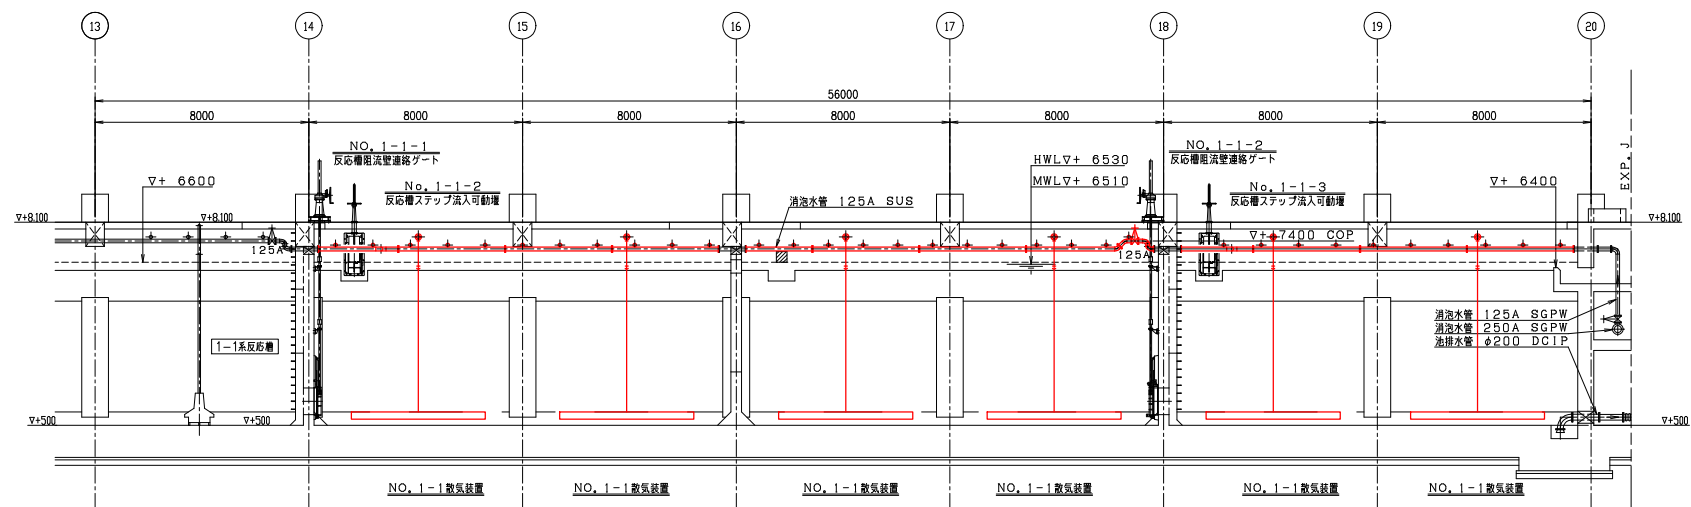 13
14
15
16
17
18
19
20
56000
8000
8000
8000
8000
8000
8000
8000
NO. 1-1-1
反応槽阻流壁連絡ゲート
No. 1-1-2
反応槽ステップ流入可動堰
NO. 1-1-2
反応槽阻流壁連絡ゲート
No. 1-1-3
反応槽ステップ流入可動堰
HWL▽+ 6530
MWL▽+ 6510
▽+ 6600
▽+ 6400
EXP. J
消泡水管 125A SUS
▽+8.100
▽+8.100
▽+8.100
▽+ 7400 COP
125A
125A
消泡水管 125A SGPW
消泡水管 250A SGPW
池排水管 φ200 DCIP
1-1系反応槽
▽+500
▽+500
▽+500
NO. 1-1散気装置
NO. 1-1散気装置
NO. 1-1散気装置
NO. 1-1散気装置
NO. 1-1散気装置
NO. 1-1散気装置